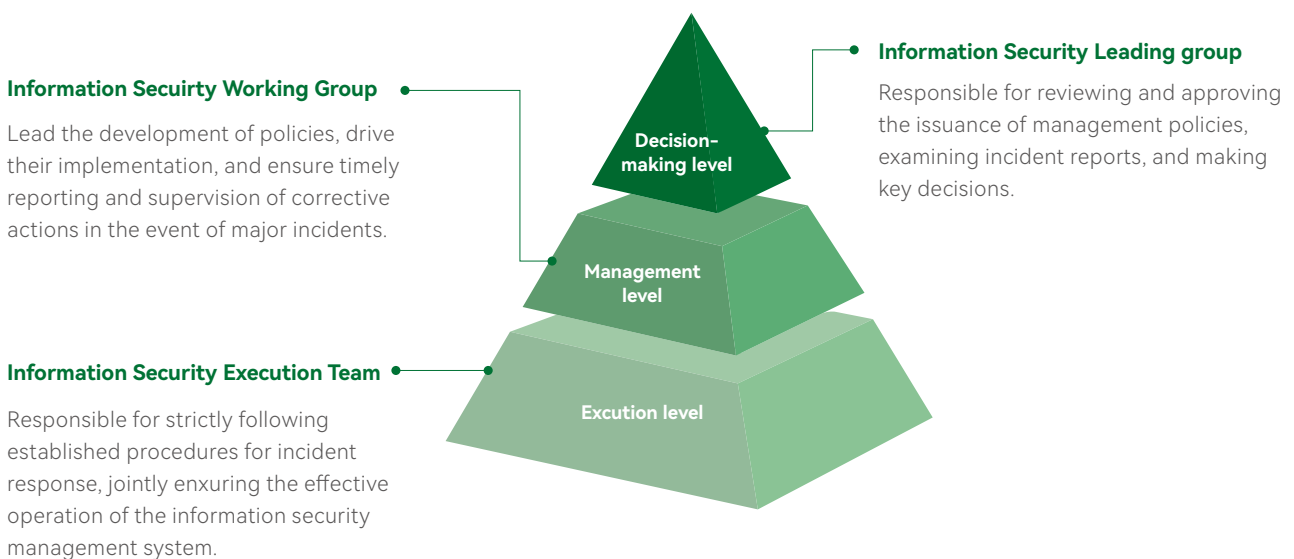 Information Security Leading group
Responsible for reviewing and approving
the issuance of management policies,
examining incident reports, and making
key decisions.
Information Secuirty Working Group
Lead the development of policies, drive
their implementation, and ensure timely
reporting and supervision of corrective
actions in the event of major incidents.
Decision-
making level
Management
level
Information Security Execution Team
Responsible for strictly following
established procedures for incident
response, jointly enxuring the effective
operation of the information security
management system.
Excution level